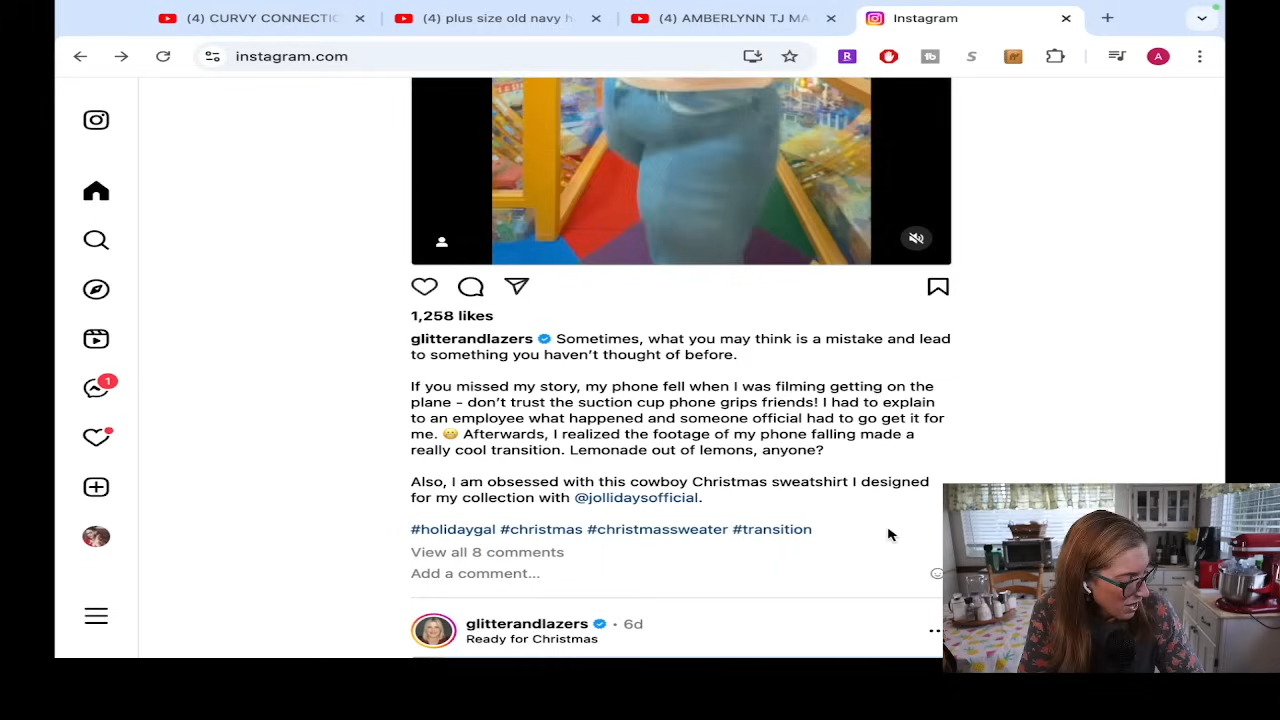 (4) CURVY CONNECTIC
(4) plus size old navy h
(4) AMBERLYNN TJ MA
Instagram
instagram.com
R
tb
S
A
1
1,258 likes
glitterandlazers Sometimes, what you may think is a mistake and lead
to something you haven't thought of before.
If you missed my story, my phone fell when I was filming getting on the
plane - don't trust the suction cup phone grips friends! I had to explain
to an employee what happened and someone official had to go get it for
me. 😬 Afterwards, I realized the footage of my phone falling made a
really cool transition. Lemonade out of lemons, anyone?
Also, I am obsessed with this cowboy Christmas sweatshirt I designed
for my collection with @jollidaysofficial.
#holidaygal #christmas #christmassweater #transition
View all 8 comments
Add a comment...
glitterandlazers • 6d
Ready for Christmas